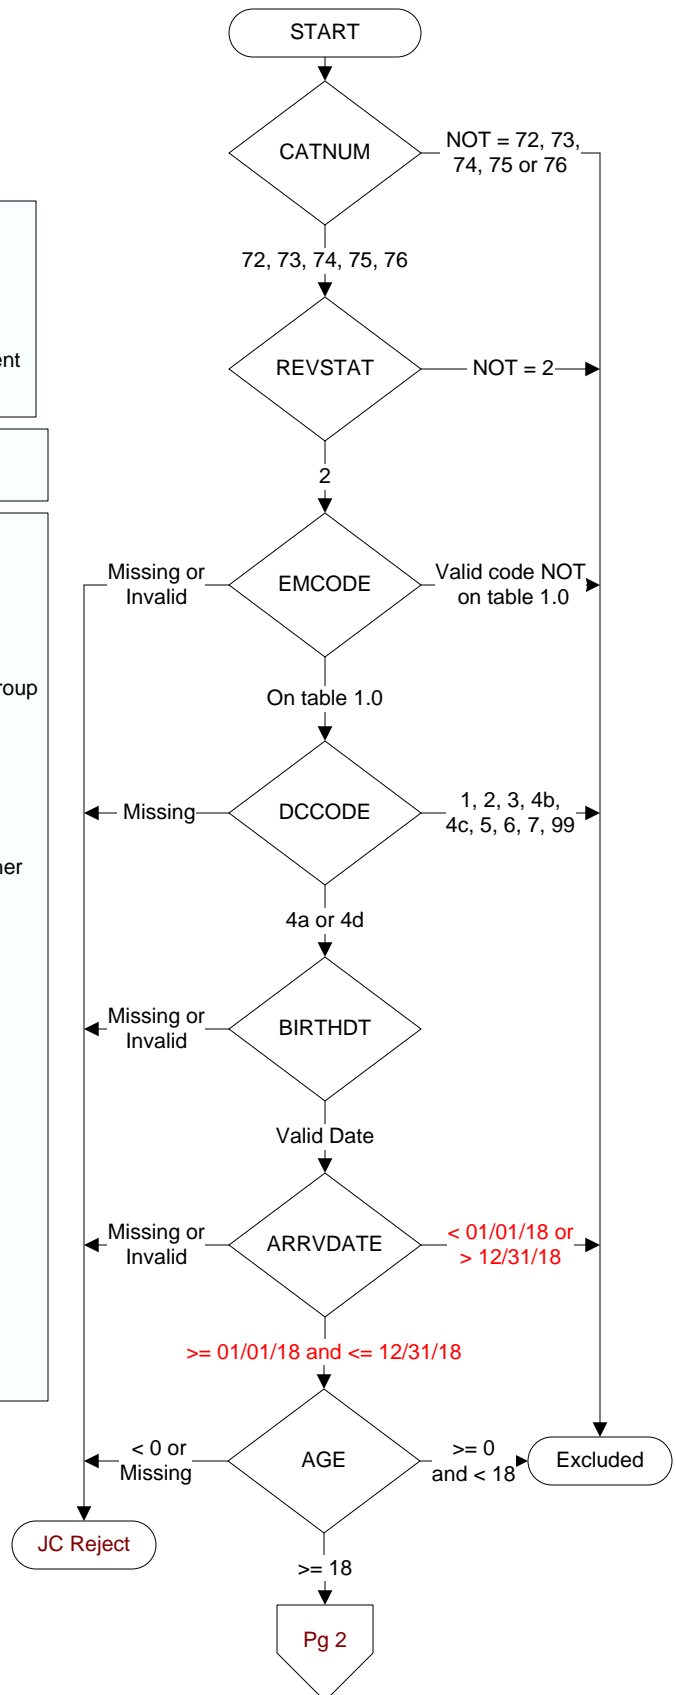 START
CATNUM
NOT = 72, 73,
74, 75 or 76
72, 73, 74, 75, 76
ent
REVSTAT
NOT = 2
2
Missing or
Invalid
EMCODE
Valid code NOT
on table 1.0
roup
On table 1.0
Missing
DCCODE
1, 2, 3, 4b,
4c, 5, 6, 7, 99
ner
4a or 4d
Missing or
Invalid
BIRTHDT
Valid Date
Missing or
Invalid
ARRVDATE
< 01/01/18 or
> 12/31/18
>= 01/01/18 and <= 12/31/18
< 0 or
Missing
AGE
>= 0
and < 18
Excluded
JC Reject
>= 18
Pg 2